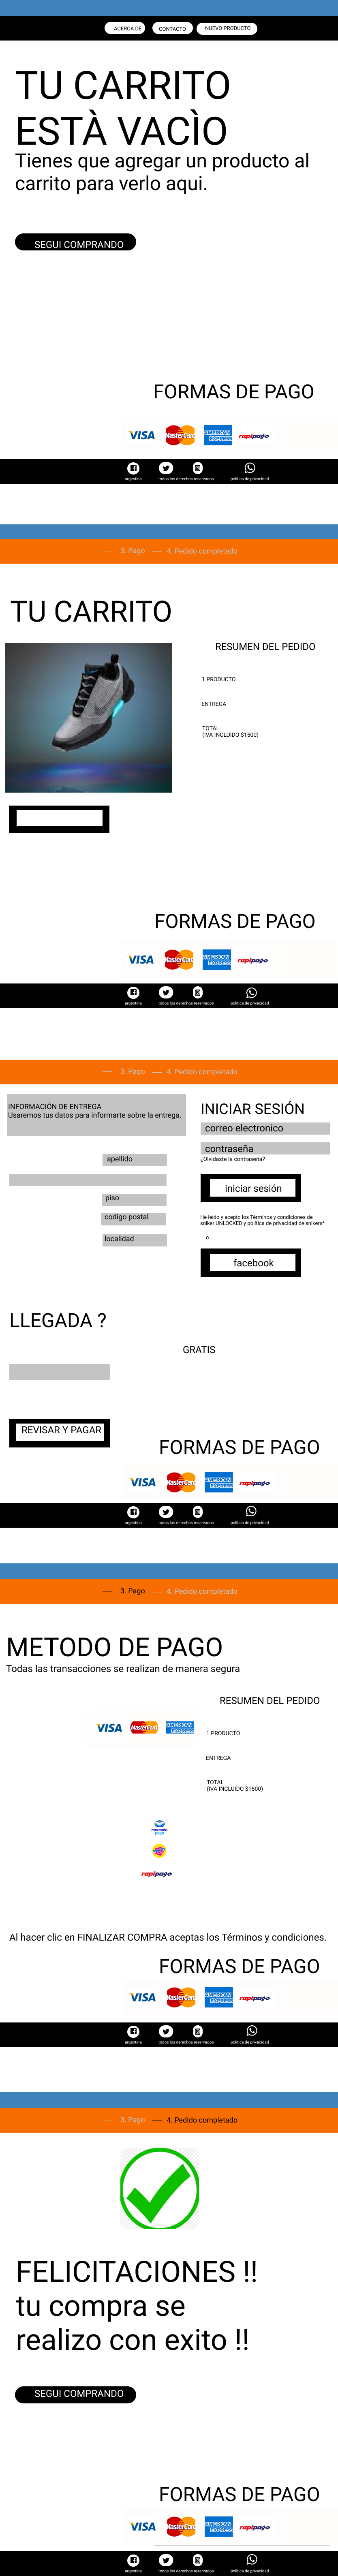 ACERCA DE
CONTACTO
NUEVO PRODUCTO
TU CARRITO
ESTÀ VACÌO
Tienes que agregar un producto al
carrito para verlo aqui.
SEGUI COMPRANDO
FORMAS DE PAGO
VISA MasterCard AMERICAN EXPRESS rapipago
argentina todos los derechos reservados politica de privacidad
3. Pago 4. Pedido completado
TU CARRITO
RESUMEN DEL PEDIDO
1 PRODUCTO
ENTREGA
TOTAL
(IVA INCLUIDO $1500)
FORMAS DE PAGO
VISA MasterCard AMERICAN EXPRESS rapipago
argentina todos los derechos reservados politica de privacidad
3. Pago 4. Pedido completado
INFORMACIÓN DE ENTREGA
Usaremos tus datos para informarte sobre la entrega.
apellido
piso
codigo postal
localidad
INICIAR SESIÓN
correo electronico
contraseña
¿Olvidaste la contraseña?
iniciar sesión
He leído y acepto los Términos y condiciones de
sniker UNLOCKED y política de privacidad de snikers*
o
facebook
LLEGADA ?
GRATIS
REVISAR Y PAGAR
FORMAS DE PAGO
VISA MasterCard AMERICAN EXPRESS rapipago
argentina todos los derechos reservados politica de privacidad
3. Pago 4. Pedido completado
METODO DE PAGO
Todas las transacciones se realizan de manera segura
RESUMEN DEL PEDIDO
VISA MasterCard AMERICAN EXPRESS
1 PRODUCTO
ENTREGA
TOTAL
(IVA INCLUIDO $1500)
mercado
pago
rapipago
Al hacer clic en FINALIZAR COMPRA aceptas los Términos y condiciones.
FORMAS DE PAGO
VISA MasterCard AMERICAN EXPRESS rapipago
argentina todos los derechos reservados politica de privacidad
3. Pago 4. Pedido completado
FELICITACIONES !!
tu compra se
realizo con exito !!
SEGUI COMPRANDO
FORMAS DE PAGO
VISA MasterCard AMERICAN EXPRESS rapipago
argentina todos los derechos reservados politica de privacidad